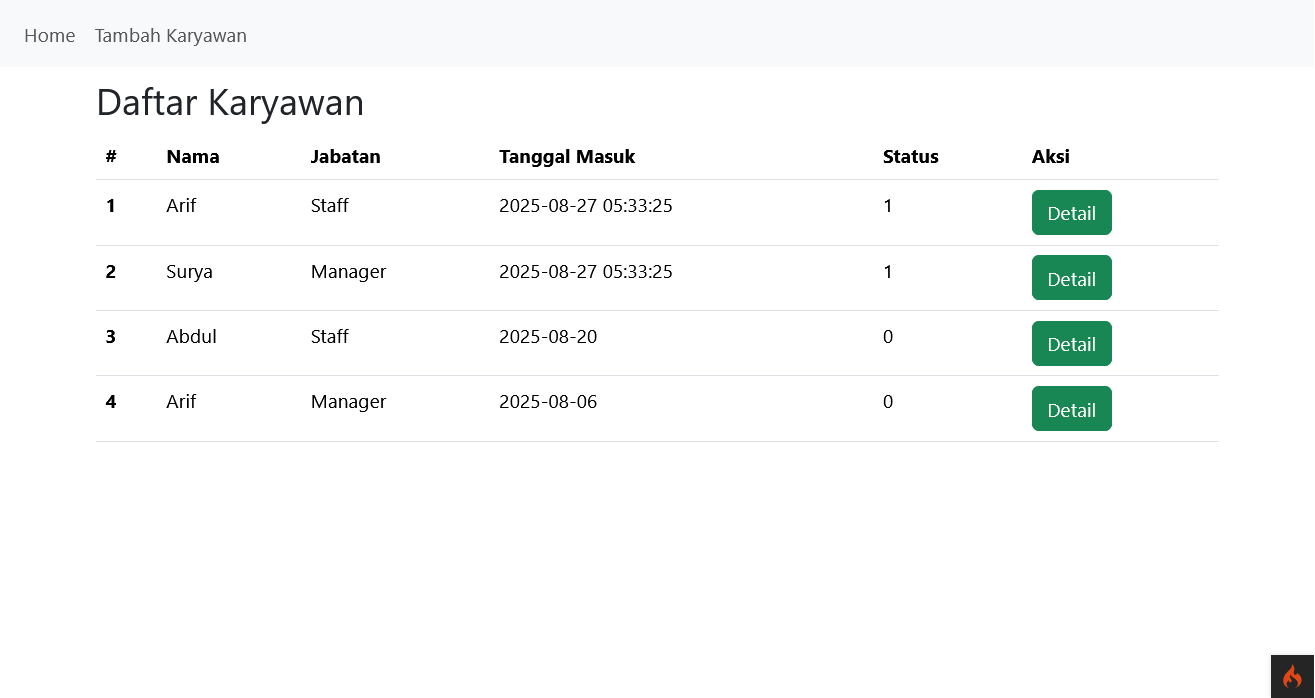 Home Tambah Karyawan
Daftar Karyawan
# Nama Jabatan Tanggal Masuk Status Aksi
1 Arif Staff 2025-08-27 05:33:25 1 Detail
2 Surya Manager 2025-08-27 05:33:25 1 Detail
3 Abdul Staff 2025-08-20 0 Detail
4 Arif Manager 2025-08-06 0 Detail